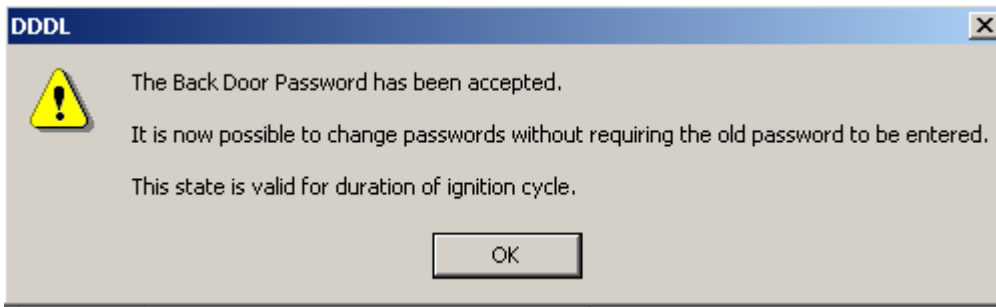 DDDL
The Back Door Password has been accepted.
It is now possible to change passwords without requiring the old password to be entered.
This state is valid for duration of ignition cycle.
OK